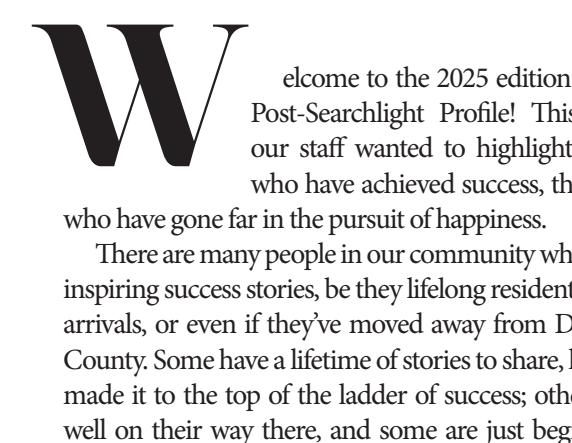 Welcome to the 2025 edition
Post-Searchlight Profile! This
our staff wanted to highlight
who have achieved success, th
who have gone far in the pursuit of happiness.
There are many people in our community wh
inspiring success stories, be they lifelong resident
arrivals, or even if they've moved away from D
County. Some have a lifetime of stories to share,
made it to the top of the ladder of success; oth
well on their way there, and some are just beg